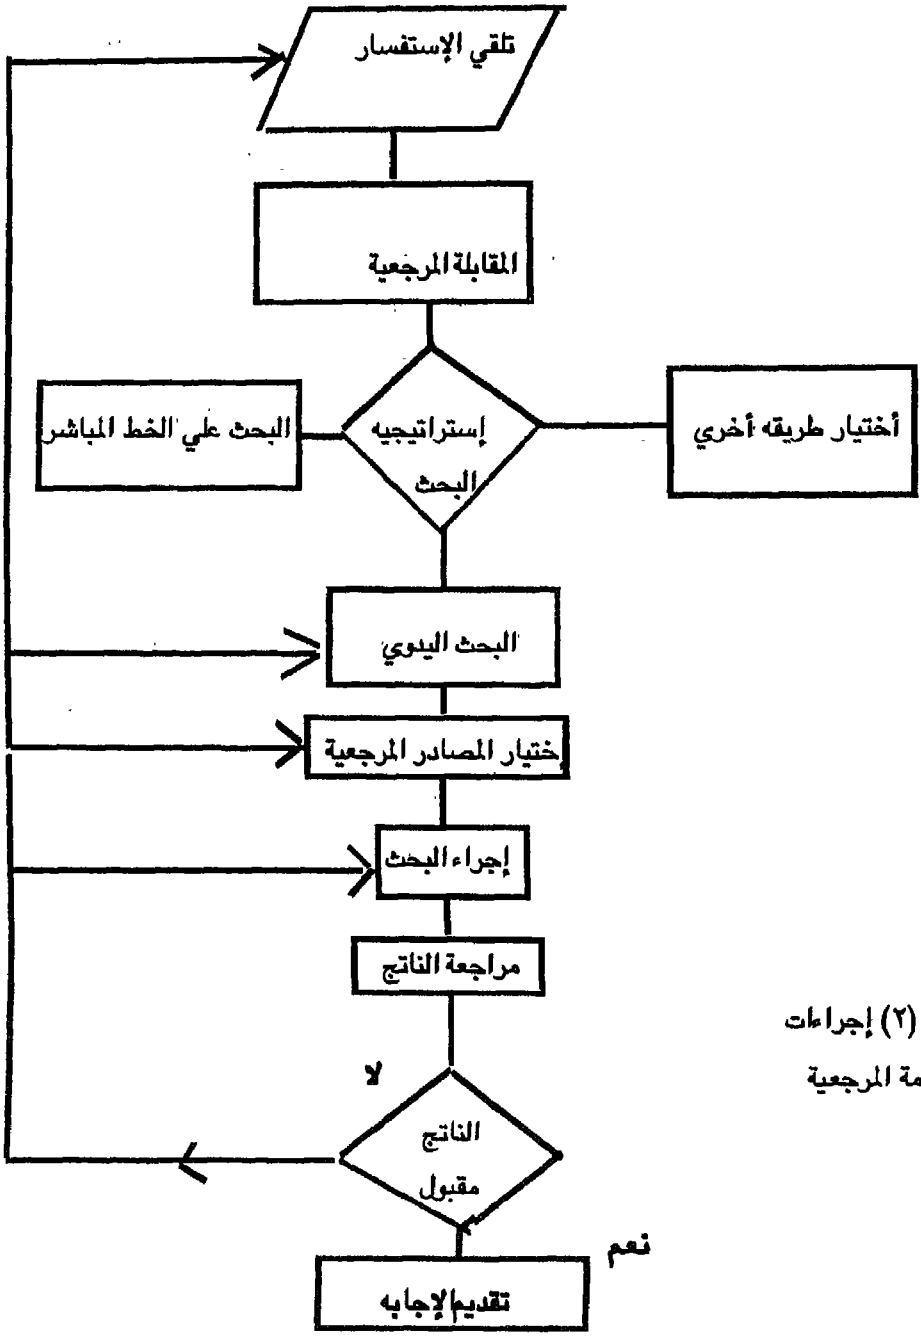 تلقي الإستفسار
المقابلة المرجعية
إستراتيجيه
البحث
أختيار طريقه أخري
البحث علي الخط المباشر
البحث اليدوي
ختيار المصادر المرجعية
إجراء البحث
مراجعة الناتج
(٢) إجراءات
مة المرجعية
لا
الناتج
مقبول
نعم
تقديم الإجابه